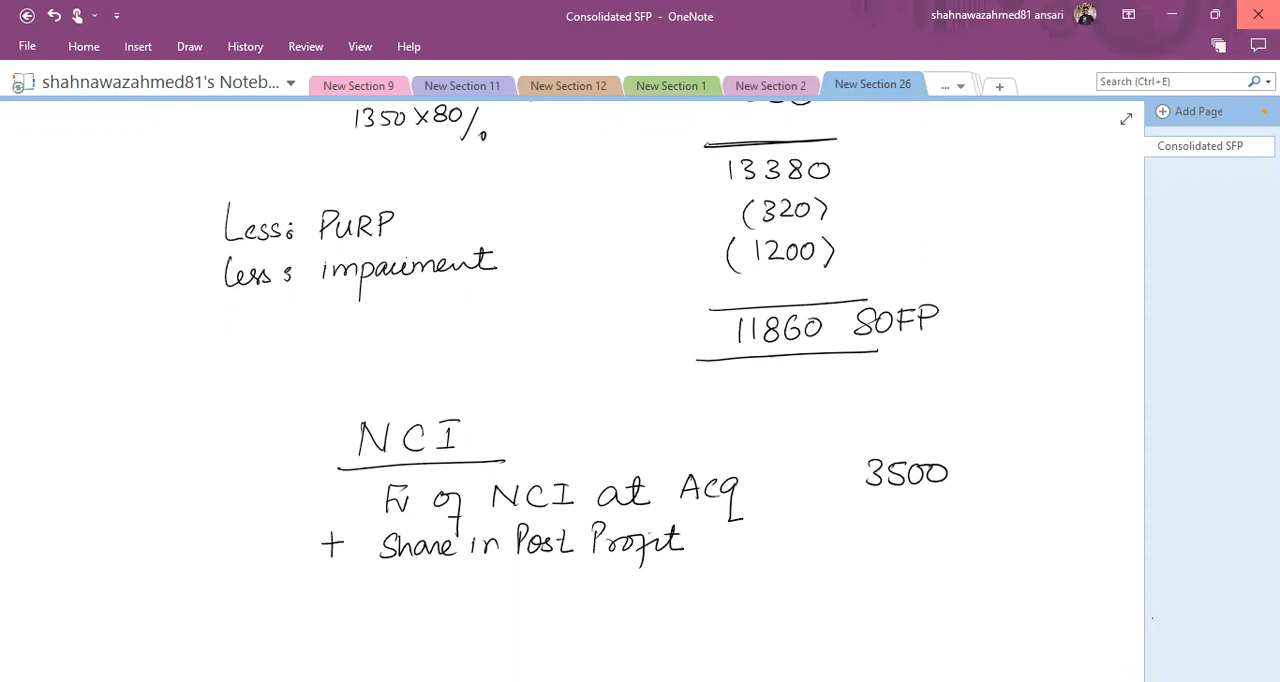 Consolidated SFP - OneNote
shahnawazahmed81 ansari
File Home Insert Draw History Review View Help
shahnawazahmed81's Noteb... New Section 9 New Section 11 New Section 12 New Section 1 New Section 2 New Section 26 ... + Search (Ctrl+E)
Add Page
Consolidated SFP
1350 x 80%
13380
Less: PURP (320)
less: impairment (1200)
11860 SOFP
NCI
Fv of NCI at Acq 3500
+ Share in Post Profit